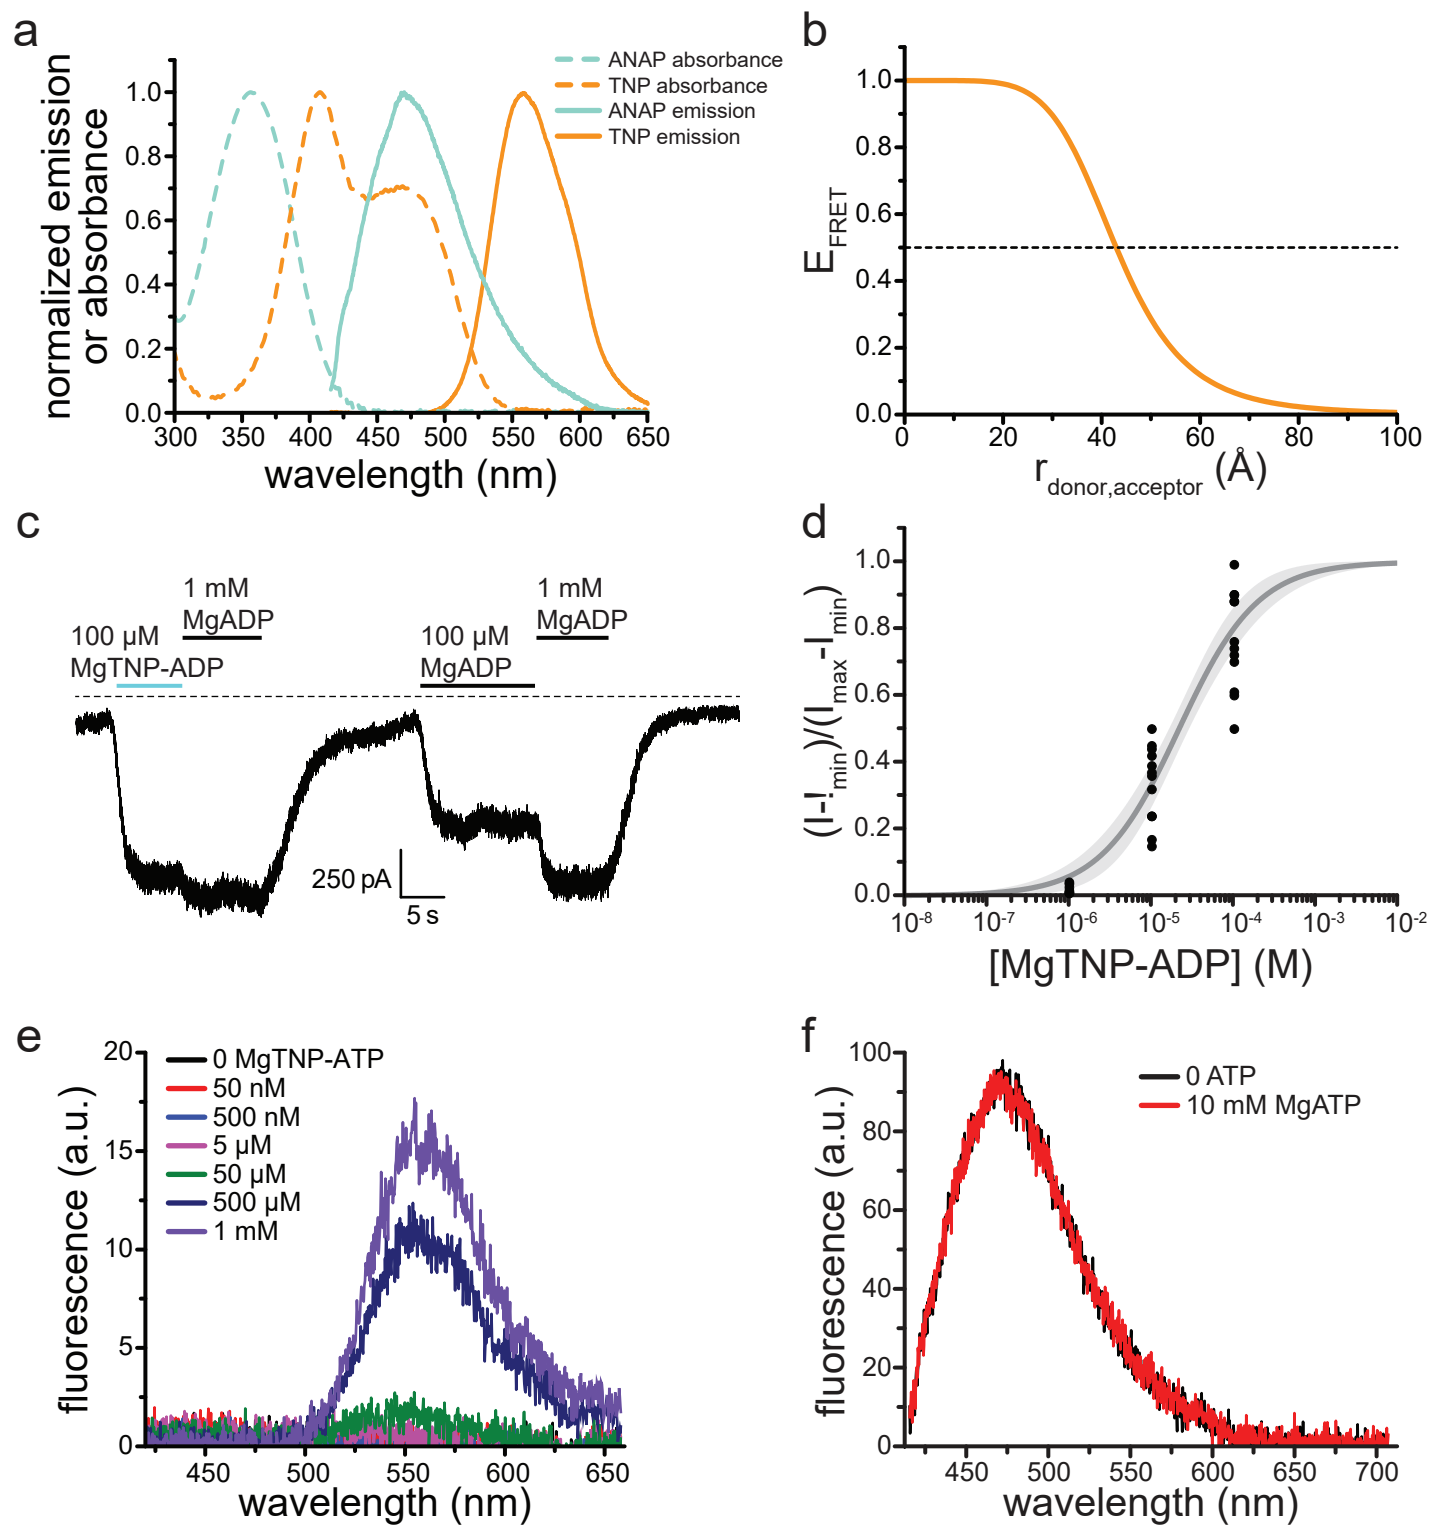 a
normalized emission
or absorbance
1.0
0.8
0.6
0.4
0.2
0.0
300 350 400 450 500 550 600 650
wavelength (nm)
ANAP absorbance
TNP absorbance
ANAP emission
TNP emission
b
E_FRET
1.0
0.8
0.6
0.4
0.2
0.0
0 20 40 60 80 100
r_donor,acceptor (Å)
c
1 mM
MgADP
100 µM
MgTNP-ADP
1 mM
MgADP
100 µM
MgADP
250 pA
5 s
d
(I-!_min)/(I_max-I_min)
1.0
0.8
0.6
0.4
0.2
0.0
10^-8 10^-7 10^-6 10^-5 10^-4 10^-3 10^-2
[MgTNP-ADP] (M)
e
fluorescence (a.u.)
20
15
10
5
0
450 500 550 600 650
wavelength (nm)
0 MgTNP-ATP
50 nM
500 nM
5 µM
50 µM
500 µM
1 mM
f
fluorescence (a.u.)
100
80
60
40
20
0
450 500 550 600 650 700
wavelength (nm)
0 ATP
10 mM MgATP